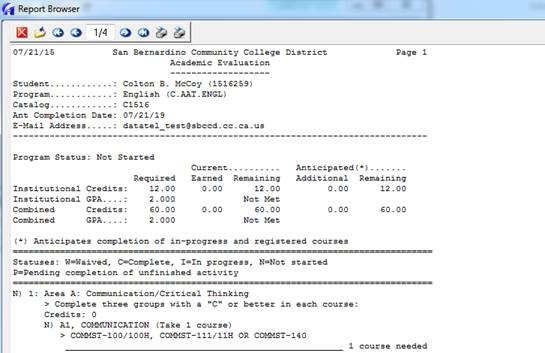 Report Browser
1/4
07/21/15 San Bernardino Community College District Page 1
Academic Evaluation
-------------------
Student............: Colton B. McCoy (1516259)
Program............: English (C.AAT.ENGL)
Catalog............: C1516
Ant Completion Date: 07/21/19
E-Mail Address.....: datatel_test@sbccd.cc.ca.us
Program Status: Not Started
Current.......... Anticipated(*).......
Required Earned Remaining Additional Remaining
Institutional Credits: 12.00 0.00 12.00 0.00 12.00
Institutional GPA....: 2.000 Not Met
Combined Credits: 60.00 0.00 60.00 0.00 60.00
Combined GPA....: 2.000 Not Met
(*) Anticipates completion of in-progress and registered courses
Statuses: W=Waived, C=Complete, I=In progress, N=Not started
P=Pending completion of unfinished activity
N) 1: Area A: Communication/Critical Thinking
> Complete three groups with a "C" or better in each course:
Credits: 0
N) A1, COMMUNICATION (Take 1 course)
> COMMST-100/100H, COMMST-111/11H OR COMMST-140
1 course needed